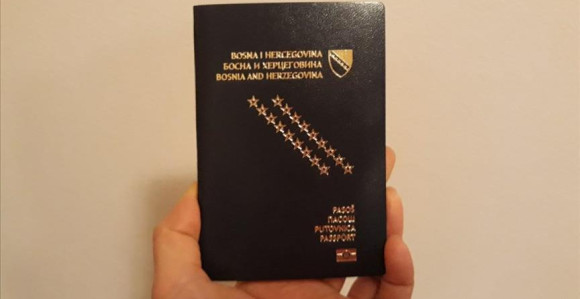 BOSNA I HERCEGOVINA
БОСНА И ХЕРЦЕГОВИНА
BOSNIA AND HERZEGOVINA
PASOŠ
ПАСОШ
PUTOVNICA
PASSPORT